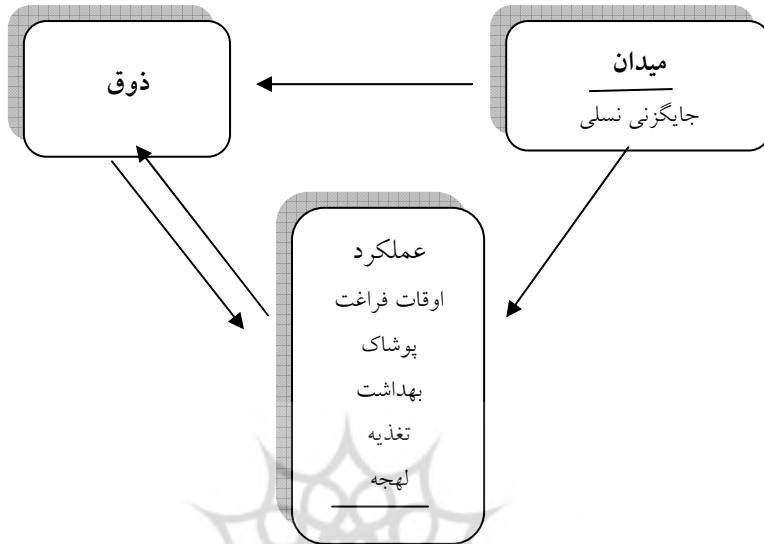 میدان
جایگزنی نسلی
ذوق
عملکرد
اوقات فراغت
پوشاک
بهداشت
تغذیه
لهجه